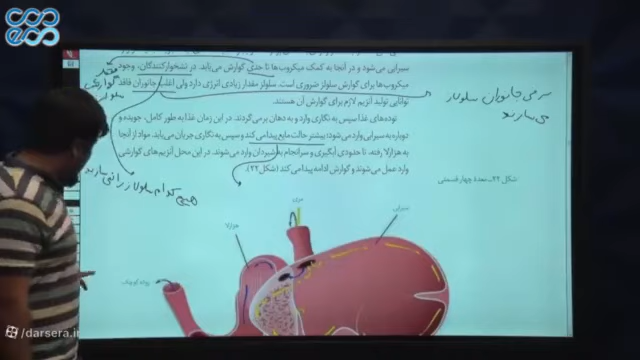 سیرابی می‌شود و در آنجا به کمک میکروب‌ها تا حدی گوارش می‌یابد. در نشخوارکنندگان، وجود
میکروب‌ها برای گوارش سلولز ضروری است. سلولز مقدار زیادی انرژی دارد ولی اغلب جانوران فاقد
توانایی تولید آنزیم لازم برای گوارش آن هستند.
توده‌های غذا سپس به نگاری وارد و به دهان برمی‌گردند. در این زمان غذا به طور کامل، جویده و
دوباره به سیرابی وارد می‌شود؛ بیشتر حالت مایع پیدا می‌کند و سپس به نگاری جریان می‌یابد. مواد از آنجا
به هزارلا رفته، تا حدودی آبگیری و سرانجام به شیردان وارد می‌شوند. در این محل آنزیم‌های گوارشی
وارد عمل می‌شوند و گوارش ادامه پیدا می‌کند (شکل ۲۲).
شکل ۲۲ـ معدهٔ چهار قسمتی
جانوران سلولاز
می‌سازند
گوارش
هیچ کدام سلولاز را نمی‌سازند
مری
سیرابی
هزارلا
روده کوچک
/darsera.ir